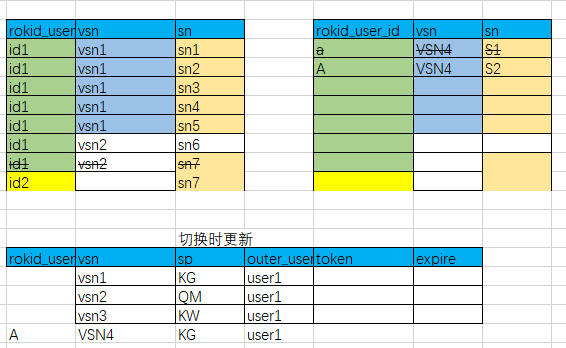 rokid_user vsn sn rokid_user_id vsn sn
id1 vsn1 sn1 a VSN4 S1
id1 vsn1 sn2 A VSN4 S2
id1 vsn1 sn3
id1 vsn1 sn4
id1 vsn1 sn5
id1 vsn2 sn6
id1 vsn2 sn7
id2 sn7
切换时更新
rokid_user vsn sp outer_user token expire
vsn1 KG user1
vsn2 QM user1
vsn3 KW user1
A VSN4 KG user1